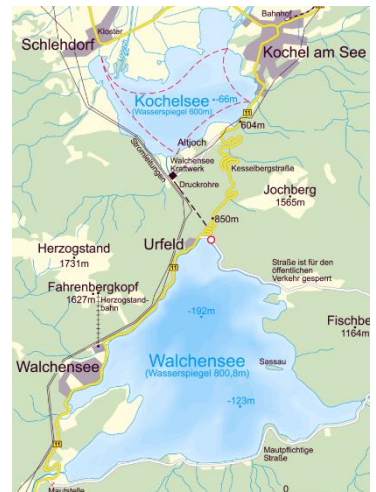 Bahnhof
Kloster
Schlehdorf
Kochel am See
Kochelsee
(Wasserspiegel 600m)
-66m
11
604m
Altjoch
Walchensee
Kraftwerk
Stromleitungen
Druckrohre
Kesselbergstraße
Jochberg
1565m
850m
Urfeld
Herzogstand
1731m
11
Straße ist für den
öffentlichen
Verkehr gesperrt
Fahrenbergkopf
1627m
Herzogstand-
bahn
-192m
Fischbe
1164m
Walchensee
Walchensee
(Wasserspiegel 800,8m)
Sassau
-123m
11
Mautpflichtige
Straße
Mautstelle
0